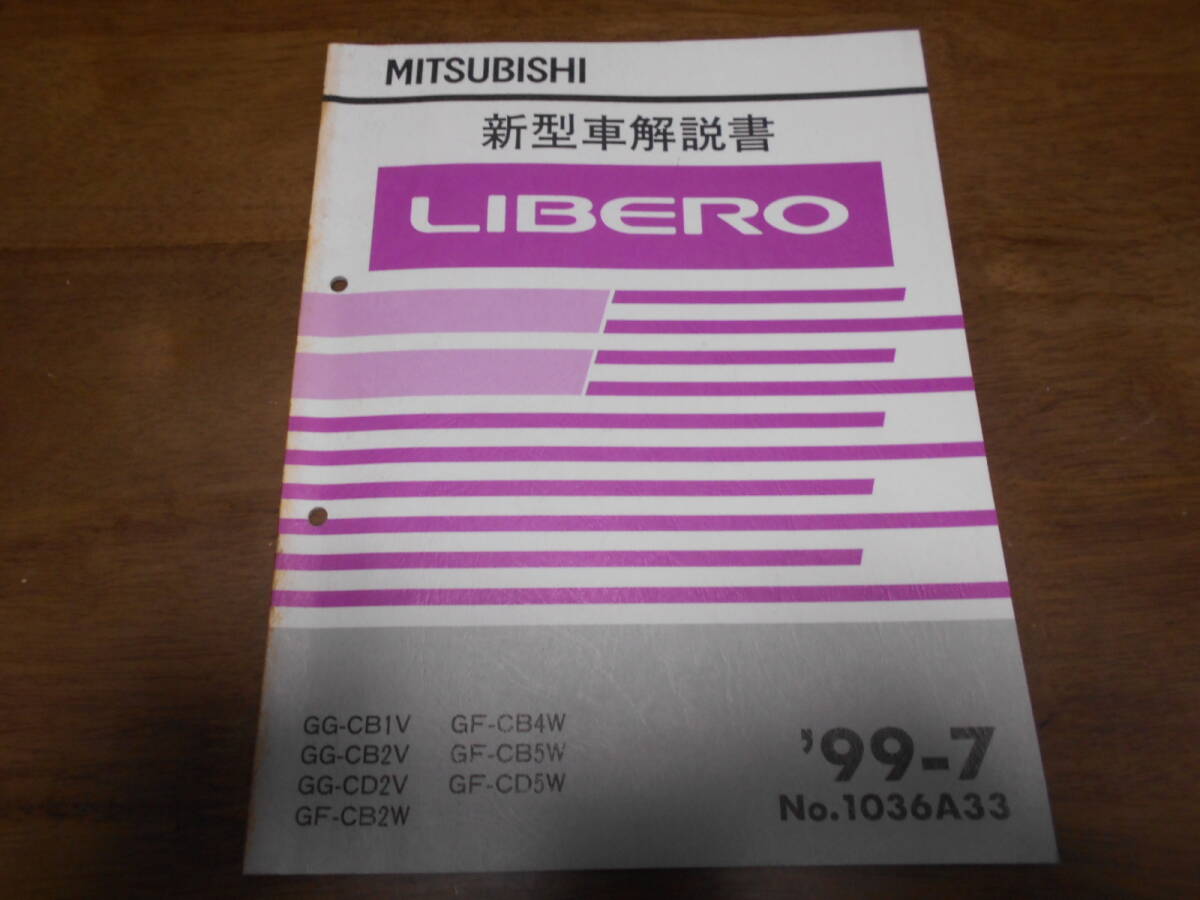 MITSUBISHI
新型車解説書
LIBERO
GG-CB1V GF-CB4W
GG-CB2V GF-CB5W
GG-CD2V GF-CD5W
GF-CB2W
'99-7
No.1036A33